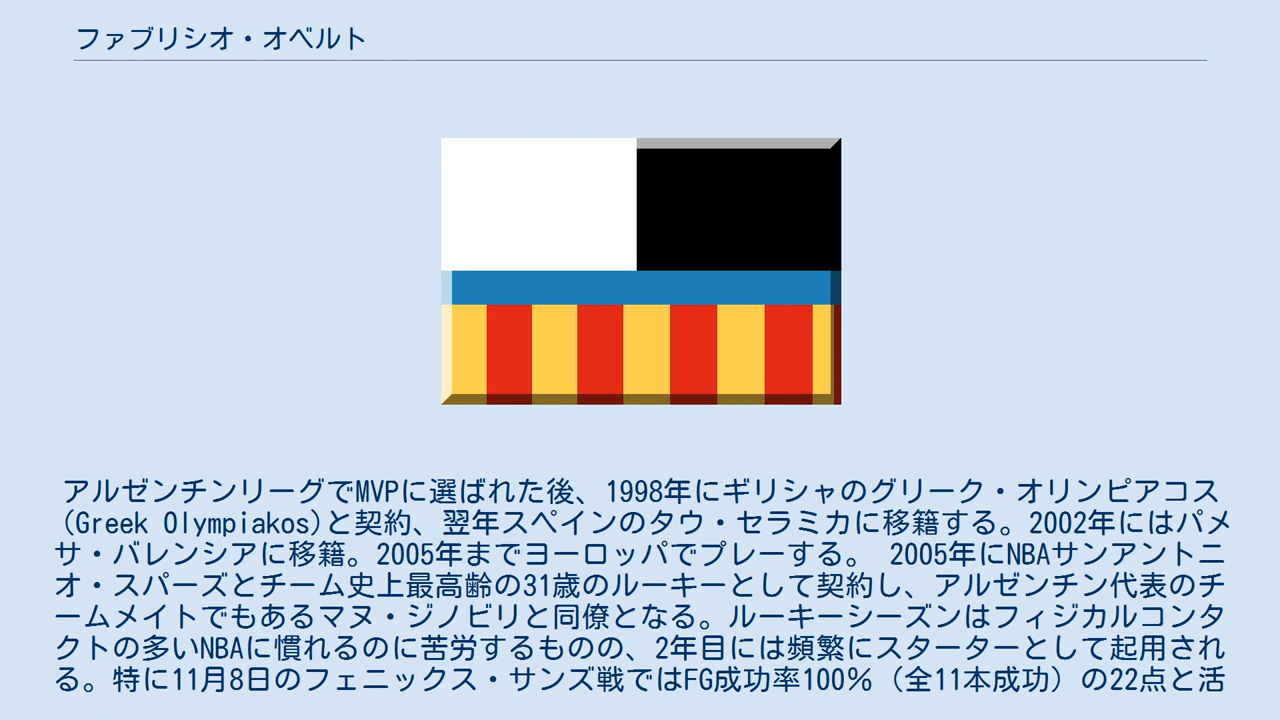 ファブリシオ・オベルト
アルゼンチンリーグでMVPに選ばれた後、1998年にギリシャのグリーク・オリンピアコス
(Greek Olympiakos)と契約、翌年スペインのタウ・セラミカに移籍する。2002年にはパメ
サ・バレンシアに移籍。2005年までヨーロッパでプレーする。 2005年にNBAサンアントニ
オ・スパーズとチーム史上最高齢の31歳のルーキーとして契約し、アルゼンチン代表のチ
ームメイトでもあるマヌ・ジノビリと同僚となる。ルーキーシーズンはフィジカルコンタ
クトの多いNBAに慣れるのに苦労するものの、2年目には頻繁にスターターとして起用され
る。特に11月8日のフェニックス・サンズ戦ではFG成功率100％（全11本成功）の22点と活